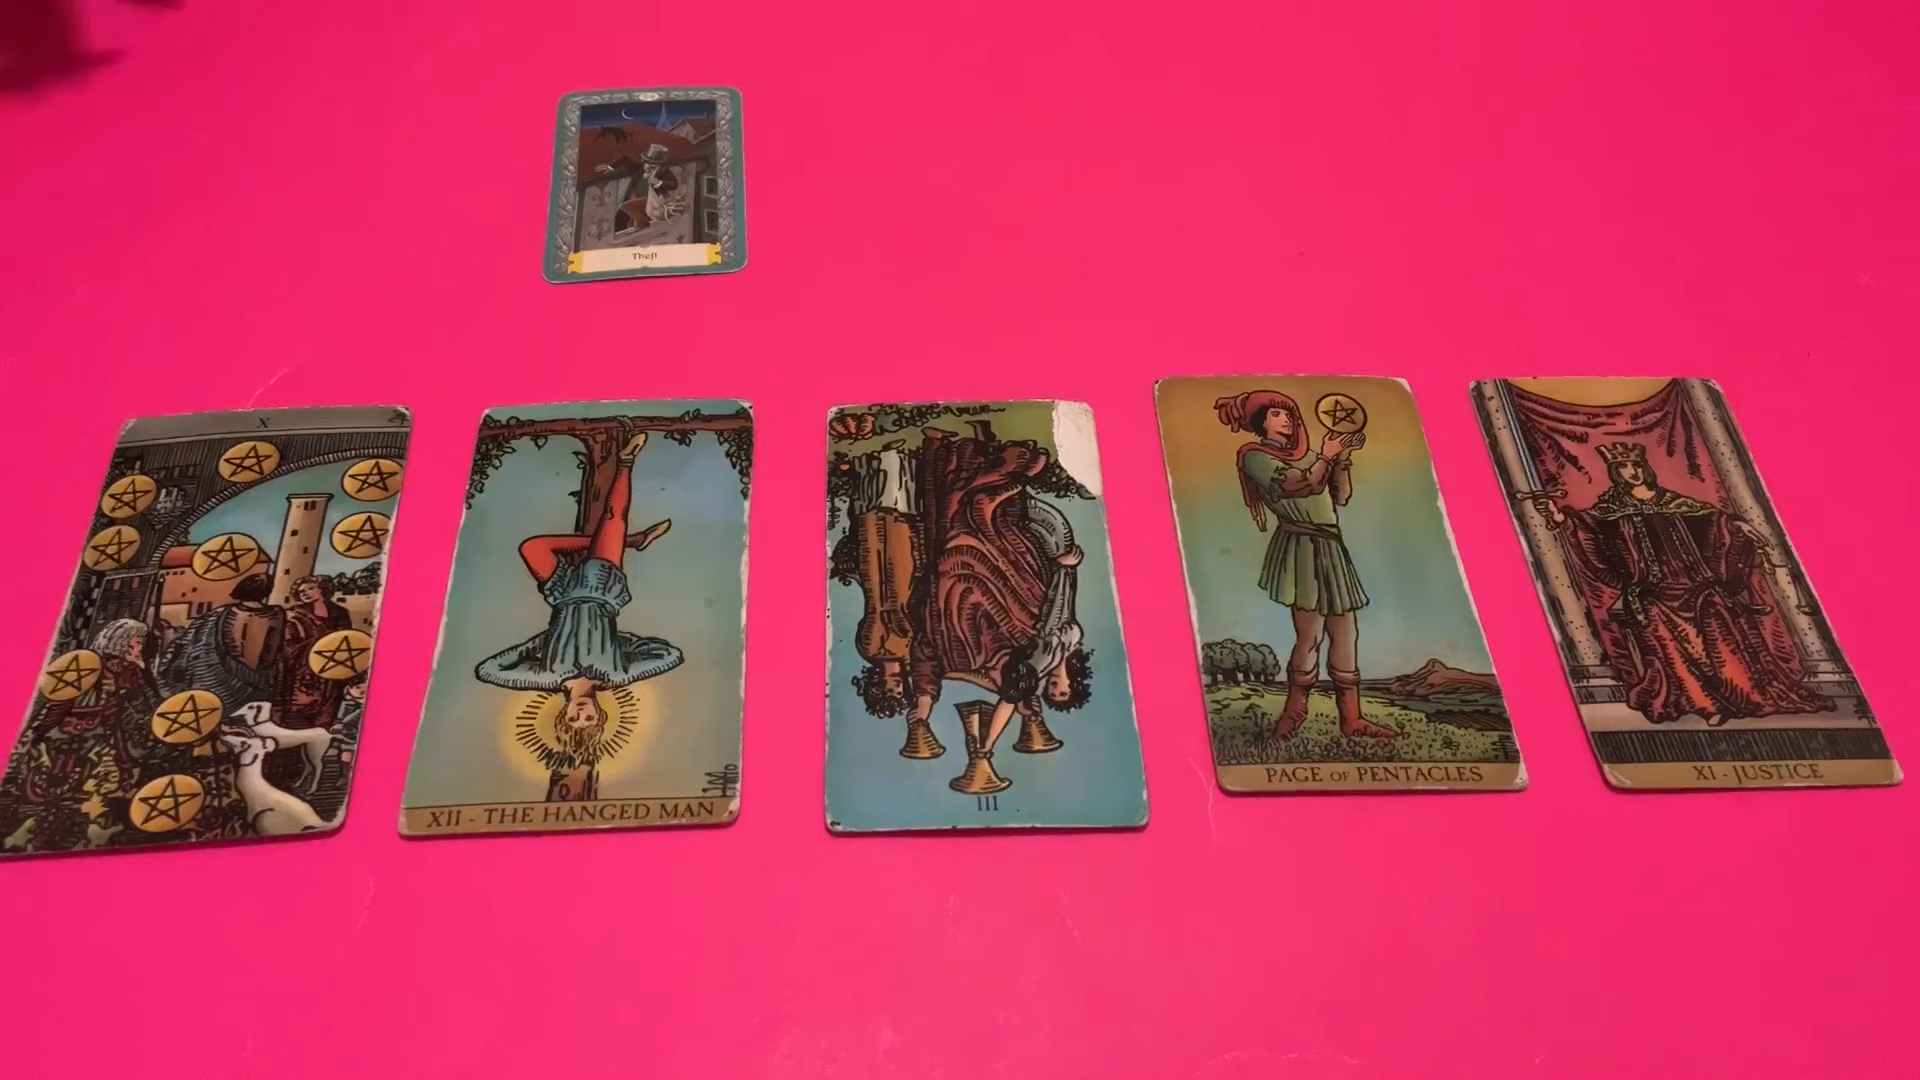 Theft
X
XII - THE HANGED MAN
III
PAGE OF PENTACLES
XI - JUSTICE